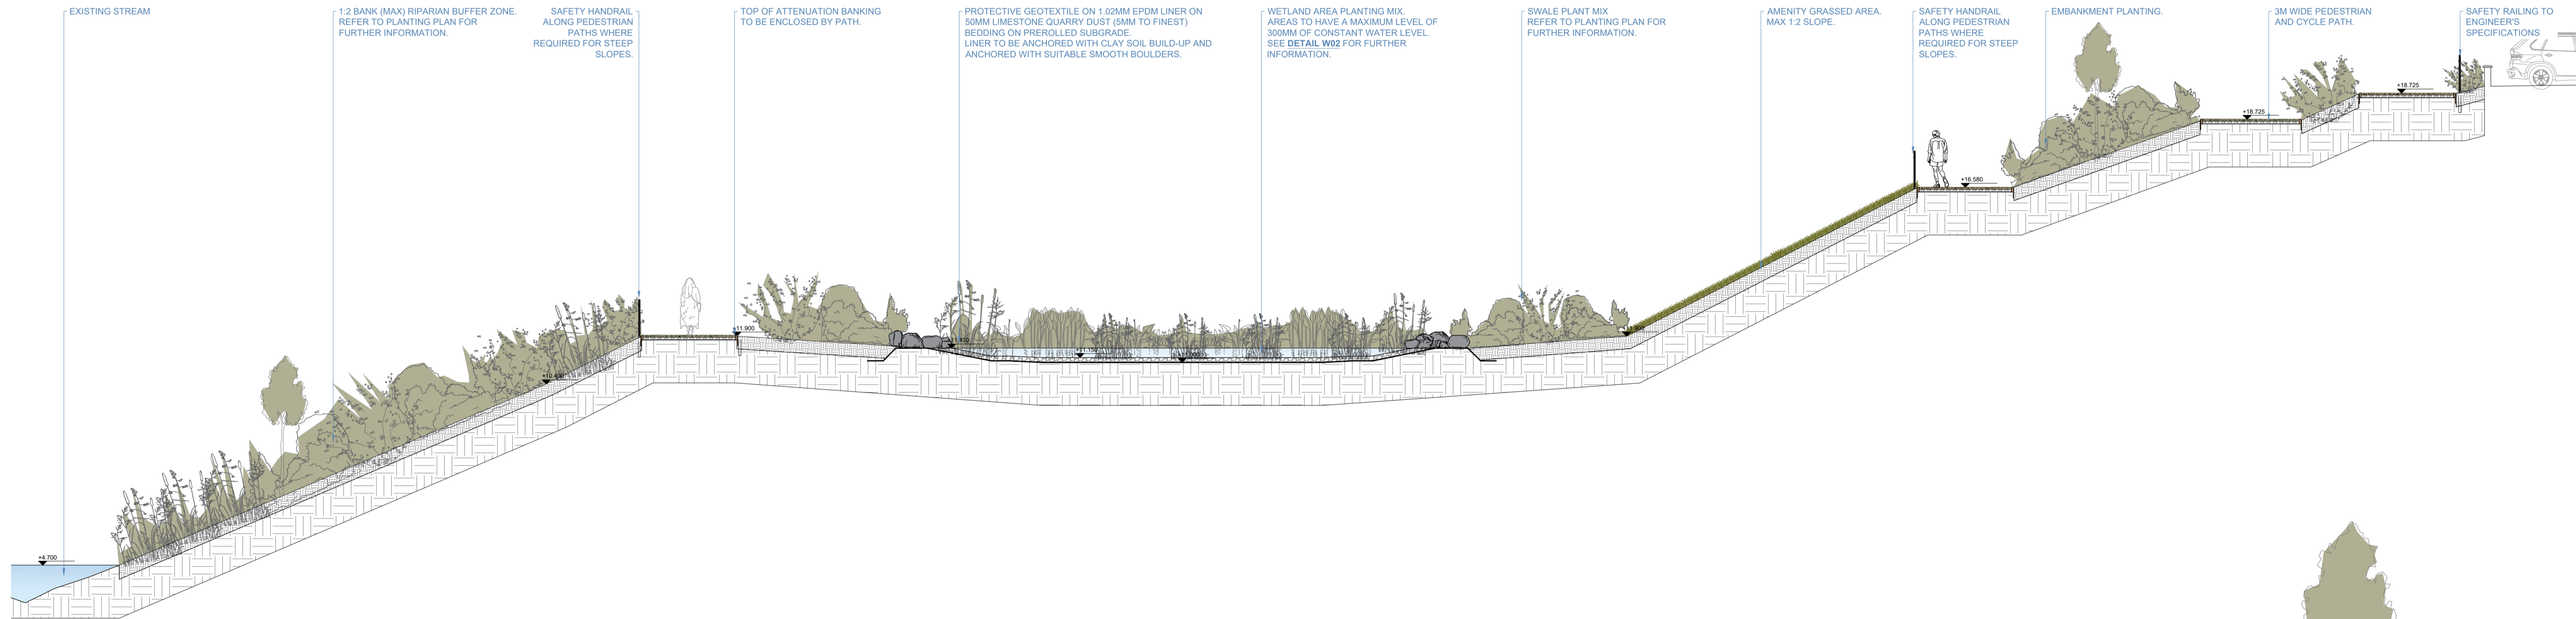 EXISTING STREAM
1:2 BANK (MAX) RIPARIAN BUFFER ZONE.
REFER TO PLANTING PLAN FOR
FURTHER INFORMATION.
SAFETY HANDRAIL
ALONG PEDESTRIAN
PATHS WHERE
REQUIRED FOR STEEP
SLOPES.
TOP OF ATTENUATION BANKING
TO BE ENCLOSED BY PATH.
PROTECTIVE GEOTEXTILE ON 1.02MM EPDM LINER ON
50MM LIMESTONE QUARRY DUST (5MM TO FINEST)
BEDDING ON PREROLLED SUBGRADE.
LINER TO BE ANCHORED WITH CLAY SOIL BUILD-UP AND
ANCHORED WITH SUITABLE SMOOTH BOULDERS.
WETLAND AREA PLANTING MIX.
AREAS TO HAVE A MAXIMUM LEVEL OF
300MM OF CONSTANT WATER LEVEL.
SEE DETAIL W02 FOR FURTHER
INFORMATION.
SWALE PLANT MIX
REFER TO PLANTING PLAN FOR
FURTHER INFORMATION.
AMENITY GRASSED AREA.
MAX 1:2 SLOPE.
SAFETY HANDRAIL
ALONG PEDESTRIAN
PATHS WHERE
REQUIRED FOR STEEP
SLOPES.
EMBANKMENT PLANTING.
3M WIDE PEDESTRIAN
AND CYCLE PATH.
SAFETY RAILING TO
ENGINEER'S
SPECIFICATIONS
+18.725
+18.725
+16.580
+11.900
+11.150
+4.700